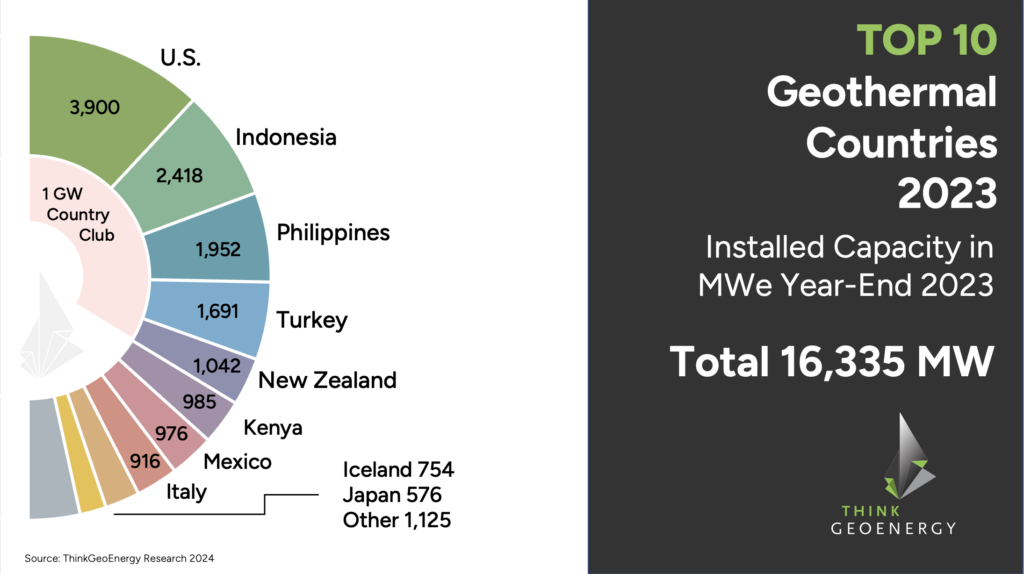 U.S.
3,900
Indonesia
2,418
1 GW
Country
Club
Philippines
1,952
1,691
Turkey
1,042
New Zealand
985
Kenya
976
Mexico
916
Italy
Iceland 754
Japan 576
Other 1,125
Source: ThinkGeoEnergy Research 2024
TOP 10
Geothermal
Countries
2023
Installed Capacity in
MWe Year-End 2023
Total 16,335 MW
THINK
GEOENERGY